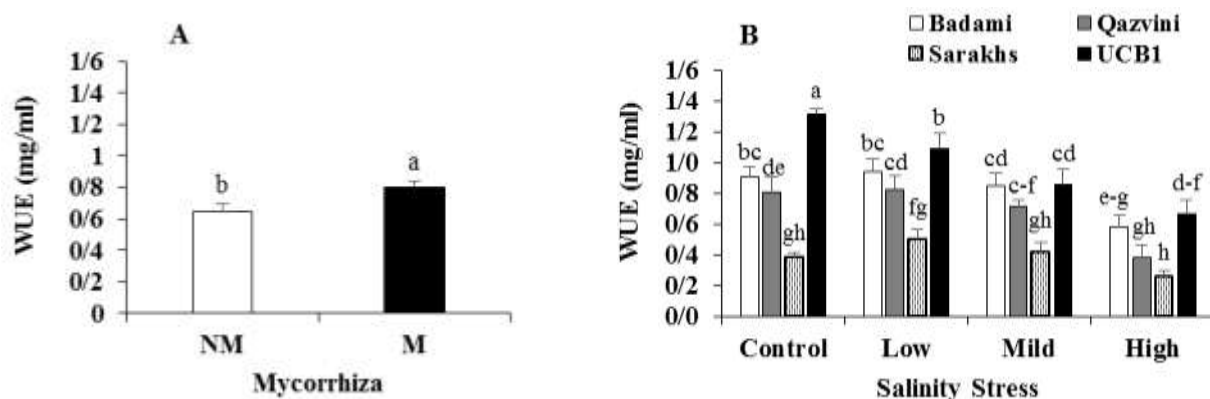 A
WUE (mg/ml)
1/6
1/4
1/2
1
0/8
0/6
0/4
0/2
0
b
a
NM M
Mycorrhiza
B
Badami Qazvini
Sarakhs UCB1
WUE (mg/ml)
1/6
1/4
1/2
1/0
0/8
0/6
0/4
0/2
0/0
bc de gh a
bc cd fg b
cd c-f gh cd
e-g gh h d-f
Control Low Mild High
Salinity Stress